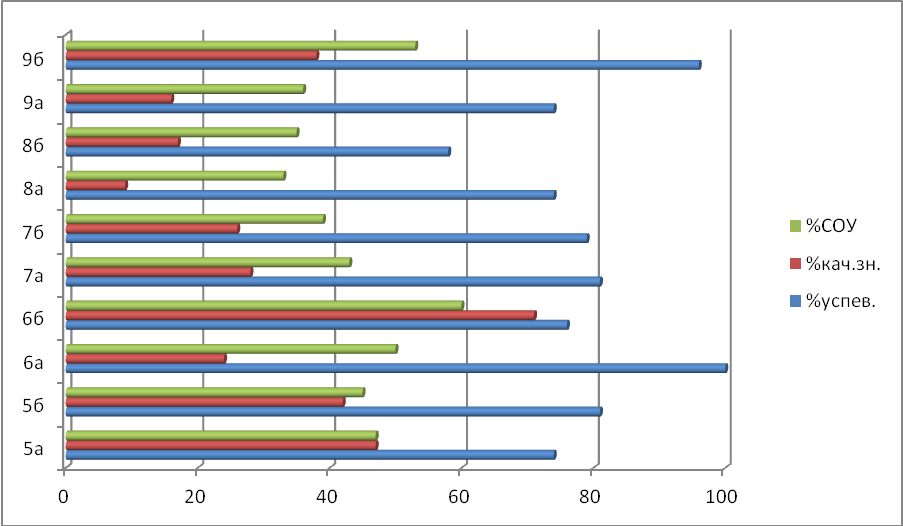 9б
9а
8б
8а
7б
7а
6б
6а
5б
5а
0 20 40 60 80 100
%СОУ
%кач.зн.
%успев.